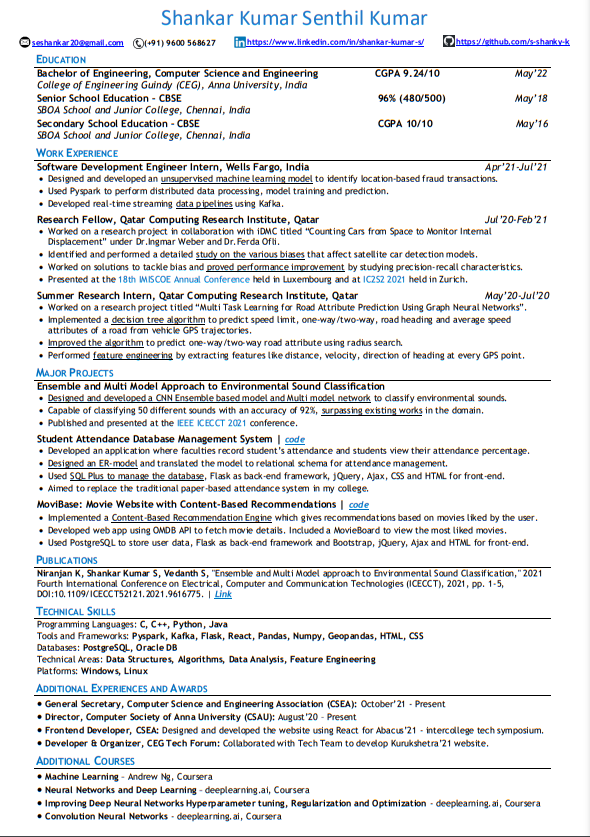 Shankar Kumar Senthil Kumar
seshankar20@gmail.com (+91) 9600 568627 https://www.linkedin.com/in/shankar-kumar-s/ https://github.com/s-shanky-k
EDUCATION
Bachelor of Engineering, Computer Science and Engineering CGPA 9.24/10 May'22
College of Engineering Guindy (CEG), Anna University, India
Senior School Education - CBSE 96% (480/500) May'18
SBOA School and Junior College, Chennai, India
Secondary School Education - CBSE CGPA 10/10 May'16
SBOA School and Junior College, Chennai, India
WORK EXPERIENCE
Software Development Engineer Intern, Wells Fargo, India Apr'21-Jul'21
• Designed and developed an unsupervised machine learning model to identify location-based fraud transactions.
• Used Pyspark to perform distributed data processing, model training and prediction.
• Developed real-time streaming data pipelines using Kafka.
Research Fellow, Qatar Computing Research Institute, Qatar Jul'20-Feb'21
• Worked on a research project in collaboration with iDMC titled "Counting Cars from Space to Monitor Internal
Displacement" under Dr.Ingmar Weber and Dr.Ferda Ofli.
• Identified and performed a detailed study on the various biases that affect satellite car detection models.
• Worked on solutions to tackle bias and proved performance improvement by studying precision-recall characteristics.
• Presented at the 18th IMISCOE Annual Conference held in Luxembourg and at IC2S2 2021 held in Zurich.
Summer Research Intern, Qatar Computing Research Institute, Qatar May'20-Jul'20
• Worked on a research project titled "Multi Task Learning for Road Attribute Prediction Using Graph Neural Networks".
• Implemented a decision tree algorithm to predict speed limit, one-way/two-way, road heading and average speed
attributes of a road from vehicle GPS trajectories.
• Improved the algorithm to predict one-way/two-way road attribute using radius search.
• Performed feature engineering by extracting features like distance, velocity, direction of heading at every GPS point.
MAJOR PROJECTS
Ensemble and Multi Model Approach to Environmental Sound Classification
• Designed and developed a CNN Ensemble based model and Multi model network to classify environmental sounds.
• Capable of classifying 50 different sounds with an accuracy of 92%, surpassing existing works in the domain.
• Published and presented at the IEEE ICECCT 2021 conference.
Student Attendance Database Management System | code
• Developed an application where faculties record student's attendance and students view their attendance percentage.
• Designed an ER-model and translated the model to relational schema for attendance management.
• Used SQL Plus to manage the database, Flask as back-end framework, jQuery, Ajax, CSS and HTML for front-end.
• Aimed to replace the traditional paper-based attendance system in my college.
MoviBase: Movie Website with Content-Based Recommendations | code
• Implemented a Content-Based Recommendation Engine which gives recommendations based on movies liked by the user.
• Developed web app using OMDB API to fetch movie details. Included a MovieBoard to view the most liked movies.
• Used PostgreSQL to store user data, Flask as back-end framework and Bootstrap, jQuery, Ajax and HTML for front-end.
PUBLICATIONS
Niranjan K, Shankar Kumar S, Vedanth S, "Ensemble and Multi Model approach to Environmental Sound Classification," 2021
Fourth International Conference on Electrical, Computer and Communication Technologies (ICECCT), 2021, pp. 1-5,
DOI:10.1109/ICECCT52121.2021.9616775. | Link
TECHNICAL SKILLS
Programming Languages: C, C++, Python, Java
Tools and Frameworks: Pyspark, Kafka, Flask, React, Pandas, Numpy, Geopandas, HTML, CSS
Databases: PostgreSQL, Oracle DB
Technical Areas: Data Structures, Algorithms, Data Analysis, Feature Engineering
Platforms: Windows, Linux
ADDITIONAL EXPERIENCES AND AWARDS
• General Secretary, Computer Science and Engineering Association (CSEA): October'21 - Present
• Director, Computer Society of Anna University (CSAU): August'20 - Present
• Frontend Developer, CSEA: Designed and developed the website using React for Abacus'21 - intercollege tech symposium.
• Developer & Organizer, CEG Tech Forum: Collaborated with Tech Team to develop Kurukshetra'21 website.
ADDITIONAL COURSES
• Machine Learning - Andrew Ng, Coursera
• Neural Networks and Deep Learning - deeplearning.ai, Coursera
• Improving Deep Neural Networks Hyperparameter tuning, Regularization and Optimization - deeplearning.ai, Coursera
• Convolution Neural Networks - deeplearning.ai, Coursera